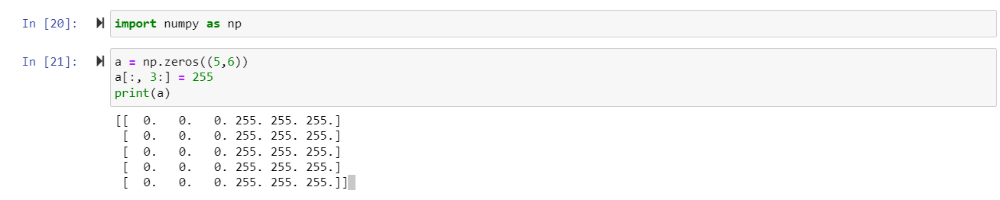 In [20]: import numpy as np
In [21]: a = np.zeros((5,6))
a[:, 3:] = 255
print(a)
[[  0.   0.   0. 255. 255. 255.]
 [  0.   0.   0. 255. 255. 255.]
 [  0.   0.   0. 255. 255. 255.]
 [  0.   0.   0. 255. 255. 255.]
 [  0.   0.   0. 255. 255. 255.]]